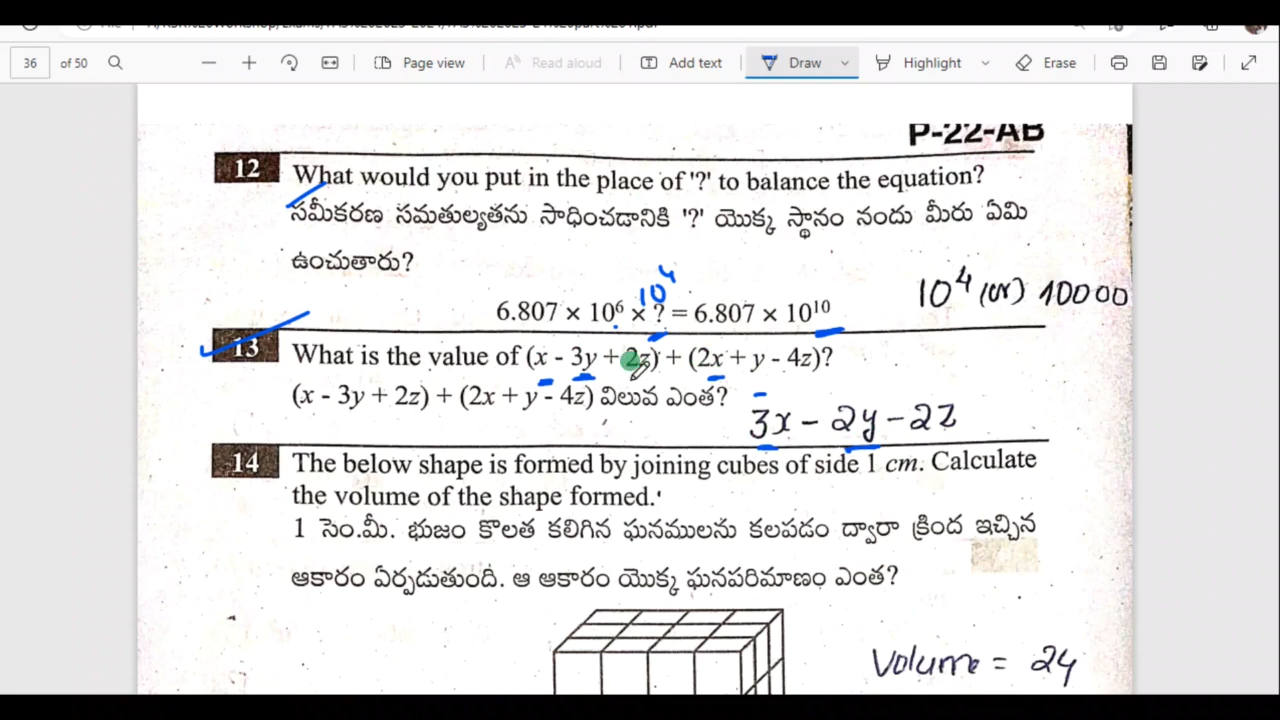 36 of 50 Page view Read aloud Add text Draw Highlight Erase
P-22-AB
12 What would you put in the place of '?' to balance the equation?
సమీకరణ సమతుల్యతను సాధించడానికి '?' యొక్క స్థానం నందు మీరు ఏమి
ఉంచుతారు?
10⁴
6.807 × 10⁶ × ? = 6.807 × 10¹⁰
10⁴ (or) 10000
13 What is the value of (x - 3y + 2z) + (2x + y - 4z)?
(x - 3y + 2z) + (2x + y - 4z) విలువ ఎంత?
3x - 2y - 2z
14 The below shape is formed by joining cubes of side 1 cm. Calculate
the volume of the shape formed.
1 సెం.మీ. భుజం కొలత కలిగిన ఘనములను కలపడం ద్వారా క్రింద ఇచ్చిన
ఆకారం ఏర్పడుతుంది. ఆ ఆకారం యొక్క ఘనపరిమాణం ఎంత?
Volume = 24